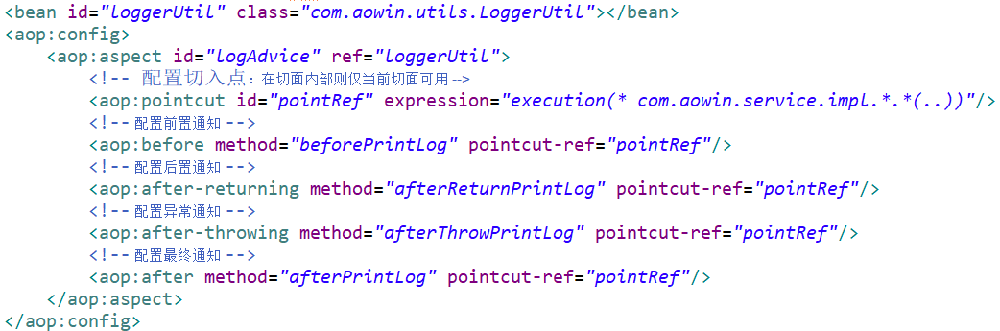 <bean id="loggerUtil" class="com.aowin.utils.LoggerUtil"></bean>
<aop:config>
<aop:aspect id="logAdvice" ref="loggerUtil">
<!-- 配置切入点：在切面内部则仅当前切面可用 -->
<aop:pointcut id="pointRef" expression="execution(* com.aowin.service.impl.*.*(..))"/>
<!-- 配置前置通知 -->
<aop:before method="beforePrintLog" pointcut-ref="pointRef"/>
<!-- 配置后置通知 -->
<aop:after-returning method="afterReturnPrintLog" pointcut-ref="pointRef"/>
<!-- 配置异常通知 -->
<aop:after-throwing method="afterThrowPrintLog" pointcut-ref="pointRef"/>
<!-- 配置最终通知 -->
<aop:after method="afterPrintLog" pointcut-ref="pointRef"/>
</aop:aspect>
</aop:config>